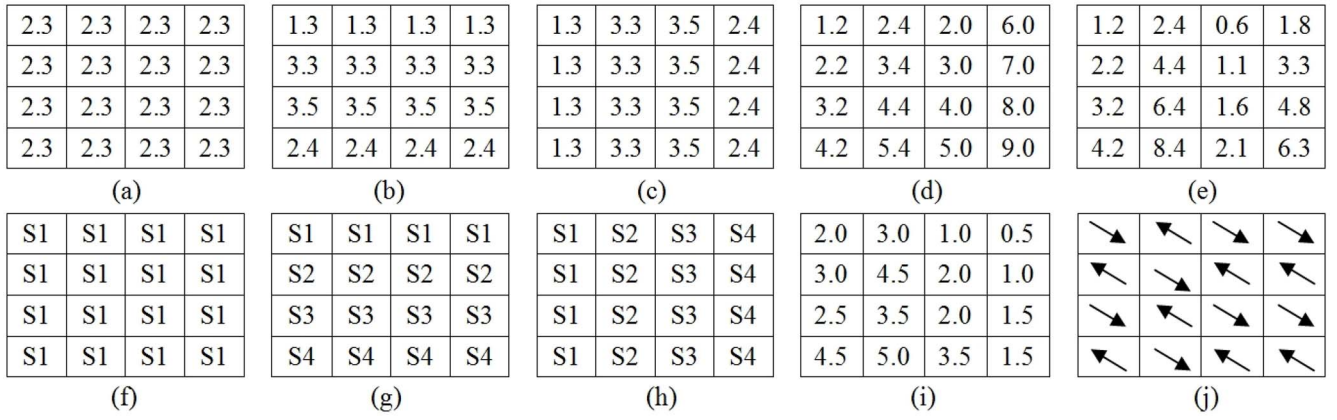 2.3 2.3 2.3 2.3 1.3 1.3 1.3 1.3 1.3 3.3 3.5 2.4 1.2 2.4 2.0 6.0 1.2 2.4 0.6 1.8
2.3 2.3 2.3 2.3 3.3 3.3 3.3 3.3 1.3 3.3 3.5 2.4 2.2 3.4 3.0 7.0 2.2 4.4 1.1 3.3
2.3 2.3 2.3 2.3 3.5 3.5 3.5 3.5 1.3 3.3 3.5 2.4 3.2 4.4 4.0 8.0 3.2 6.4 1.6 4.8
2.3 2.3 2.3 2.3 2.4 2.4 2.4 2.4 1.3 3.3 3.5 2.4 4.2 5.4 5.0 9.0 4.2 8.4 2.1 6.3
(a) (b) (c) (d) (e)
S1 S1 S1 S1 S1 S1 S1 S1 S1 S2 S3 S4 2.0 3.0 1.0 0.5
S1 S1 S1 S1 S2 S2 S2 S2 S1 S2 S3 S4 3.0 4.5 2.0 1.0
S1 S1 S1 S1 S3 S3 S3 S3 S1 S2 S3 S4 2.5 3.5 2.0 1.5
S1 S1 S1 S1 S4 S4 S4 S4 S1 S2 S3 S4 4.5 5.0 3.5 1.5
(f) (g) (h) (i) (j)